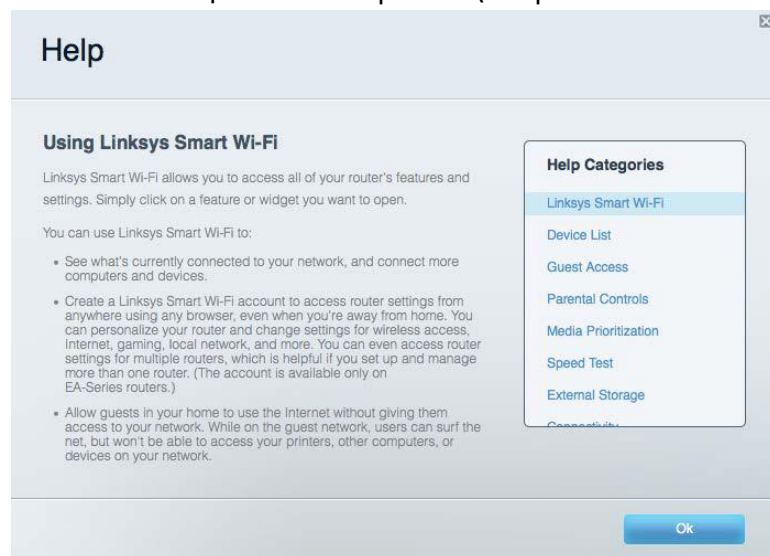 Help
Using Linksys Smart Wi-Fi
Linksys Smart Wi-Fi allows you to access all of your router's features and
settings. Simply click on a feature or widget you want to open.
You can use Linksys Smart Wi-Fi to:
• See what's currently connected to your network, and connect more
computers and devices.
• Create a Linksys Smart Wi-Fi account to access router settings from
anywhere using any browser, even when you're away from home. You
can personalize your router and change settings for wireless access,
Internet, gaming, local network, and more. You can even access router
settings for multiple routers, which is helpful if you set up and manage
more than one router. (The account is available only on
EA-Series routers.)
• Allow guests in your home to use the Internet without giving them
access to your network. While on the guest network, users can surf the
net, but won't be able to access your printers, other computers, or
devices on your network.
Help Categories
Linksys Smart Wi-Fi
Device List
Guest Access
Parental Controls
Media Prioritization
Speed Test
External Storage
Connectivity
Ok